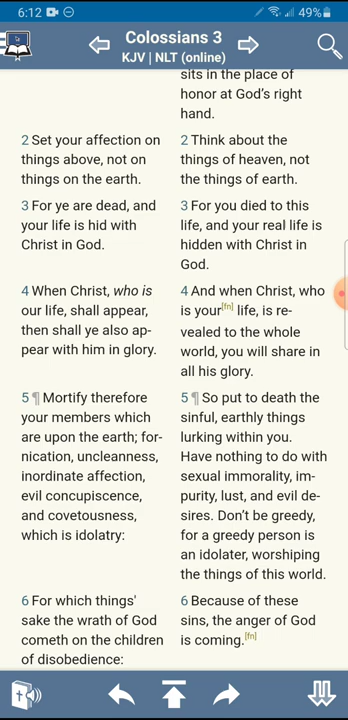 6:12 49%
Colossians 3
KJV | NLT (online)
sits in the place of
honor at God's right
hand.
2 Set your affection on
things above, not on
things on the earth.
2 Think about the
things of heaven, not
the things of earth.
3 For ye are dead, and
your life is hid with
Christ in God.
3 For you died to this
life, and your real life is
hidden with Christ in
God.
4 When Christ, who is
our life, shall appear,
then shall ye also ap-
pear with him in glory.
4 And when Christ, who
is your[fn] life, is re-
vealed to the whole
world, you will share in
all his glory.
5 ¶ Mortify therefore
your members which
are upon the earth; for-
nication, uncleanness,
inordinate affection,
evil concupiscence,
and covetousness,
which is idolatry:
5 ¶ So put to death the
sinful, earthly things
lurking within you.
Have nothing to do with
sexual immorality, im-
purity, lust, and evil de-
sires. Don't be greedy,
for a greedy person is
an idolater, worshiping
the things of this world.
6 For which things'
sake the wrath of God
cometh on the children
of disobedience:
6 Because of these
sins, the anger of God
is coming.[fn]